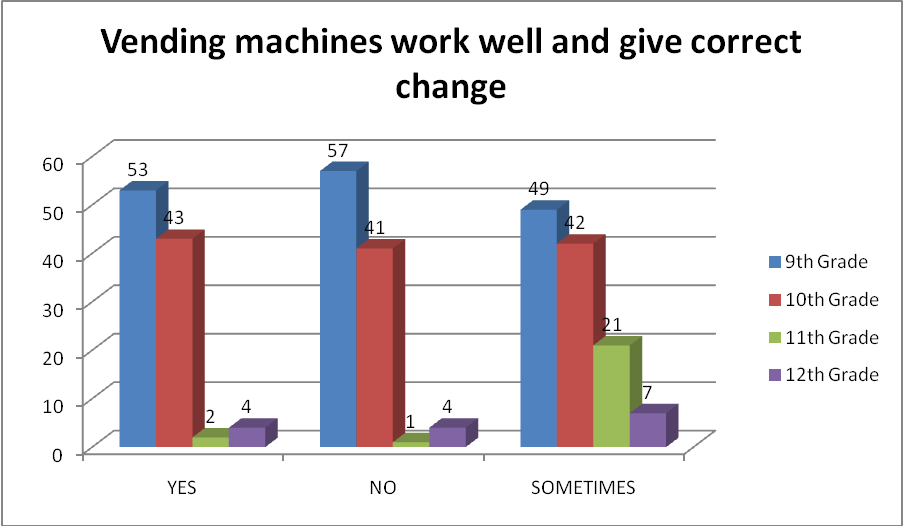 Vending machines work well and give correct
change
60
50
40
30
20
10
0
53
43
2
4
57
41
1
4
49
42
21
7
YES
NO
SOMETIMES
9th Grade
10th Grade
11th Grade
12th Grade